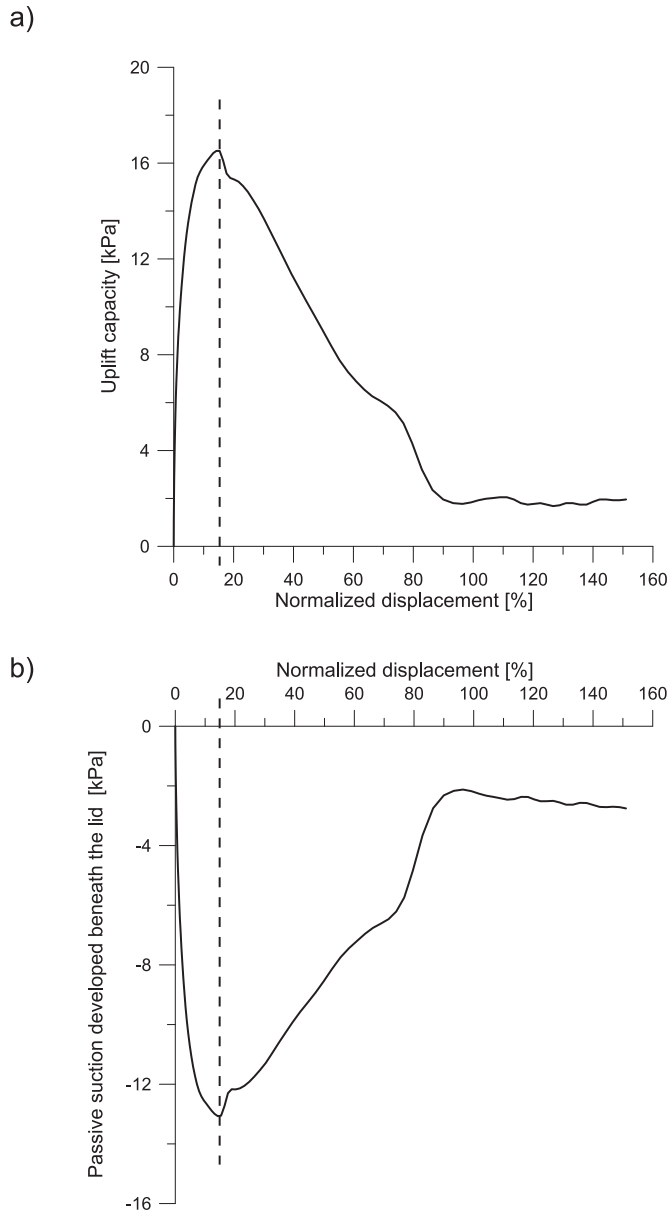 a)
20
16
12
8
4
0
Uplift capacity [kPa]
0 20 40 60 80 100 120 140 160
Normalized displacement [%]
b)
Normalized displacement [%]
0 20 40 60 80 100 120 140 160
0
-4
-8
-12
-16
Passive suction developed beneath the lid [kPa]